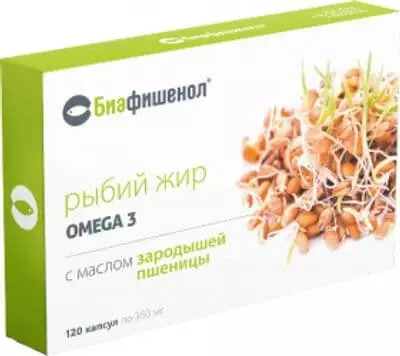 Биафишенол®
рыбий жир
OMEGA 3
с маслом зародышей
пшеницы
120 капсул по 350 мг